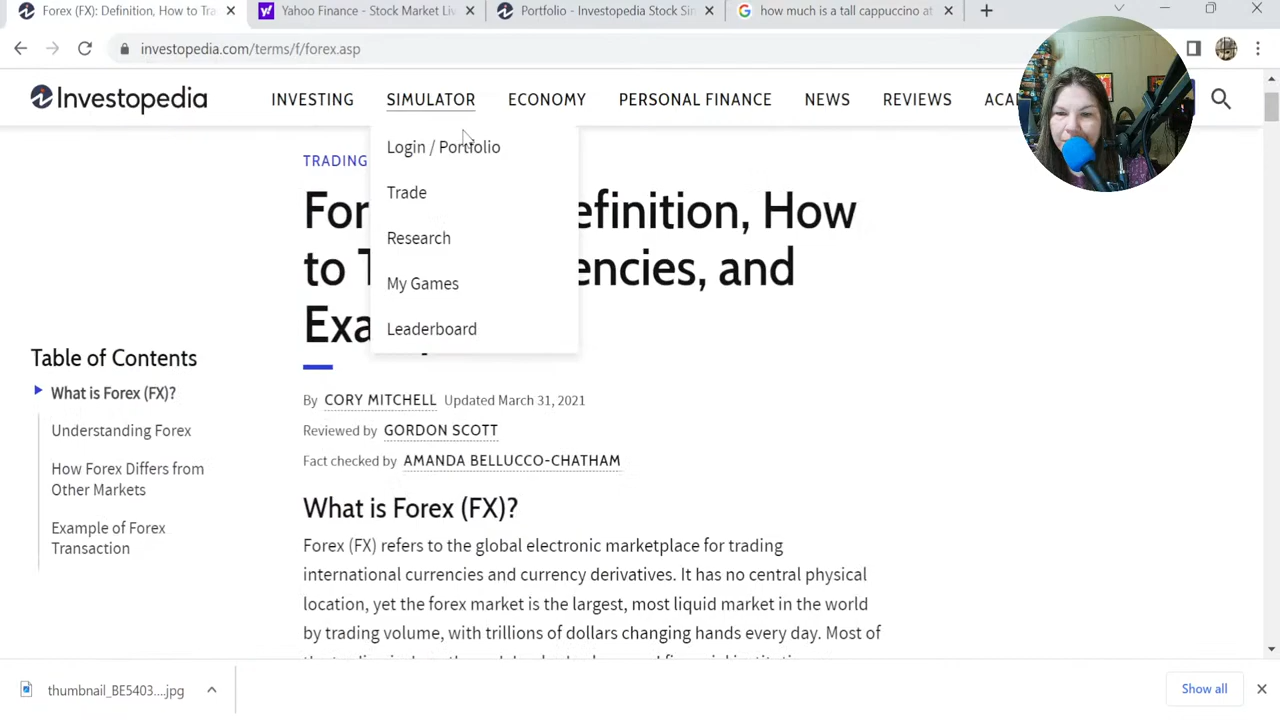 Forex (FX): Definition, How to Tra
Yahoo Finance - Stock Market Liv
Portfolio - Investopedia Stock Sim
how much is a tall cappuccino at
investopedia.com/terms/f/forex.asp
Investopedia
INVESTING
SIMULATOR
ECONOMY
PERSONAL FINANCE
NEWS
REVIEWS
ACA
Login / Portfolio
Trade
Research
My Games
Leaderboard
TRADING
For efinition, How
to T encies, and
Exa
Table of Contents
What is Forex (FX)?
Understanding Forex
How Forex Differs from
Other Markets
Example of Forex
Transaction
By CORY MITCHELL Updated March 31, 2021
Reviewed by GORDON SCOTT
Fact checked by AMANDA BELLUCCO-CHATHAM
What is Forex (FX)?
Forex (FX) refers to the global electronic marketplace for trading
international currencies and currency derivatives. It has no central physical
location, yet the forex market is the largest, most liquid market in the world
by trading volume, with trillions of dollars changing hands every day. Most of
thumbnail_BE5403....jpg
Show all